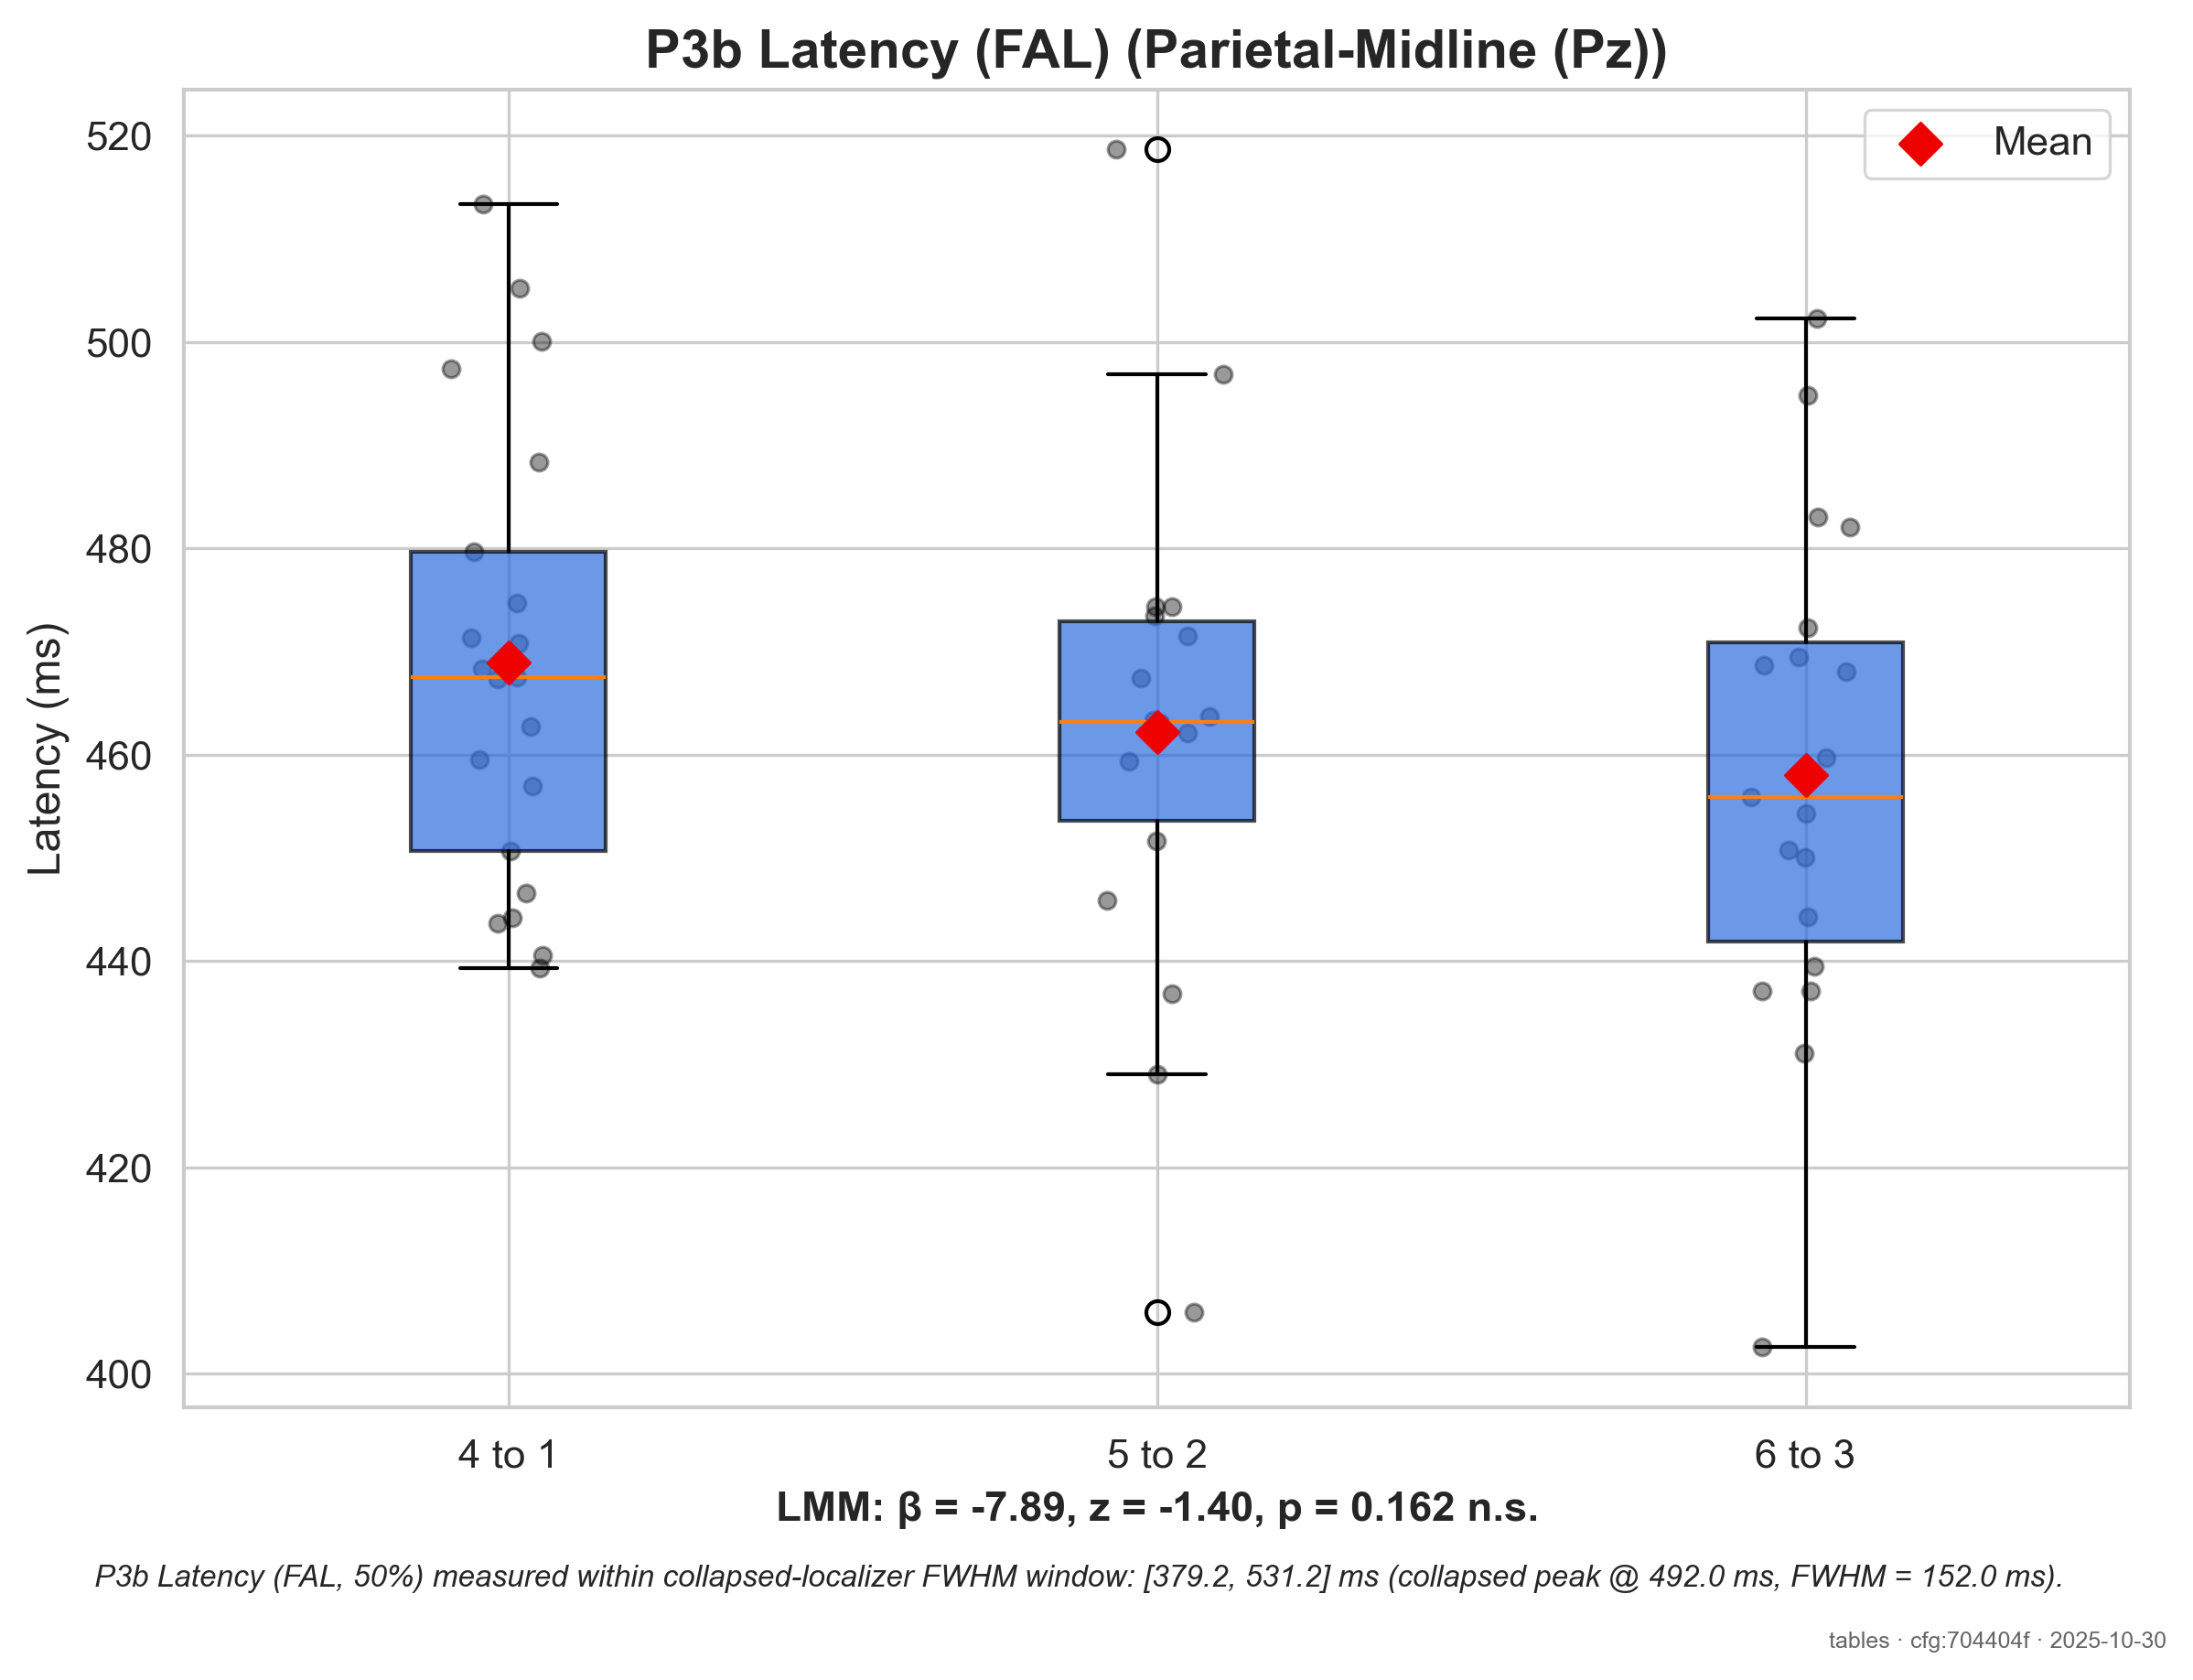 P3b Latency (FAL) (Parietal-Midline (Pz))
Mean
Latency (ms)
520
500
480
460
440
420
400
4 to 1
5 to 2
6 to 3
LMM: β = -7.89, z = -1.40, p = 0.162 n.s.
P3b Latency (FAL, 50%) measured within collapsed-localizer FWHM window: [379.2, 531.2] ms (collapsed peak @ 492.0 ms, FWHM = 152.0 ms).
tables · cfg:704404f · 2025-10-30